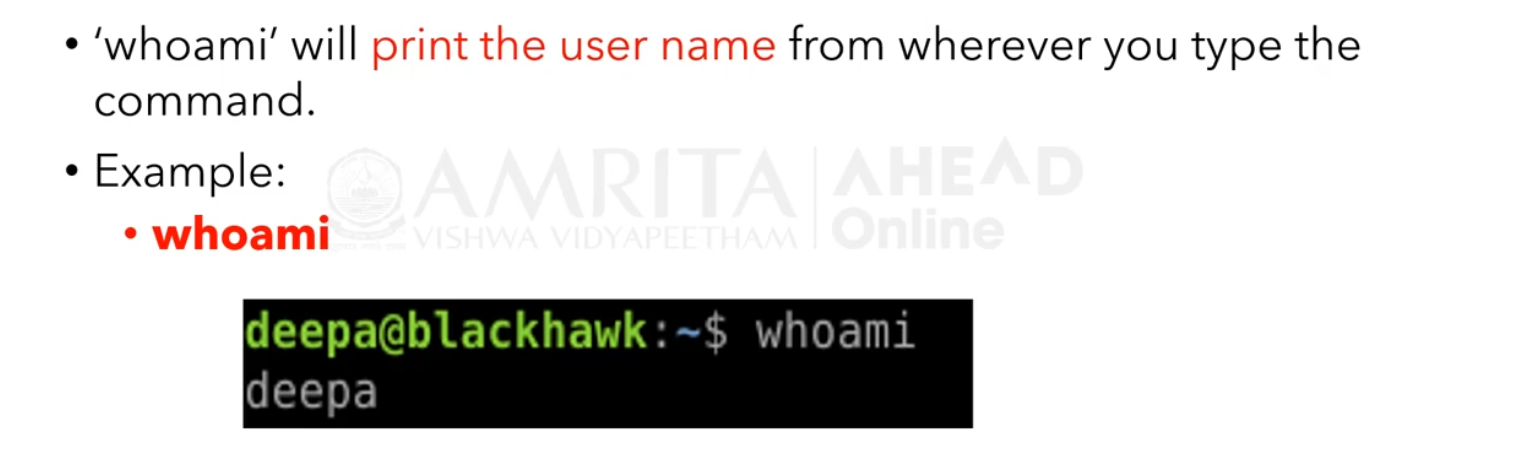 • ‘whoami’ will print the user name from wherever you type the
command.
• Example:
• whoami
AMRITA
VISHWA VIDYAPEETHAM
AHEAD
Online
deepa@blackhawk:~$ whoami
deepa